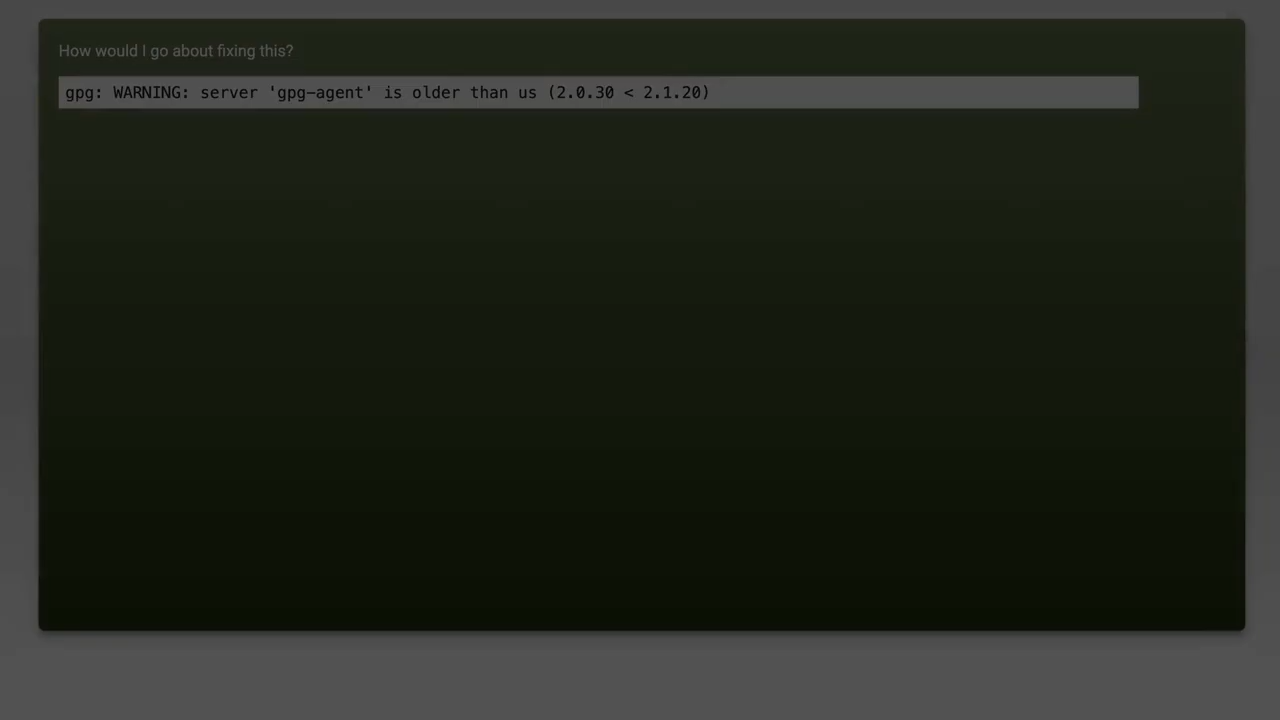 How would I go about fixing this?
gpg: WARNING: server 'gpg-agent' is older than us (2.0.30 < 2.1.20)